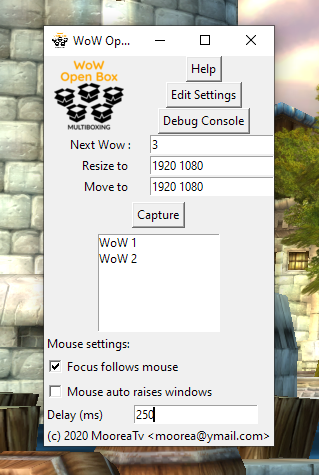 WoW Op...
WoW
Open Box
MULTIBOXING
Help
Edit Settings
Debug Console
Next Wow : 3
Resize to 1920 1080
Move to 1920 1080
Capture
WoW 1
WoW 2
Mouse settings:
Focus follows mouse
Mouse auto raises windows
Delay (ms) 250
(c) 2020 MooreaTv <moorea@ymail.com>